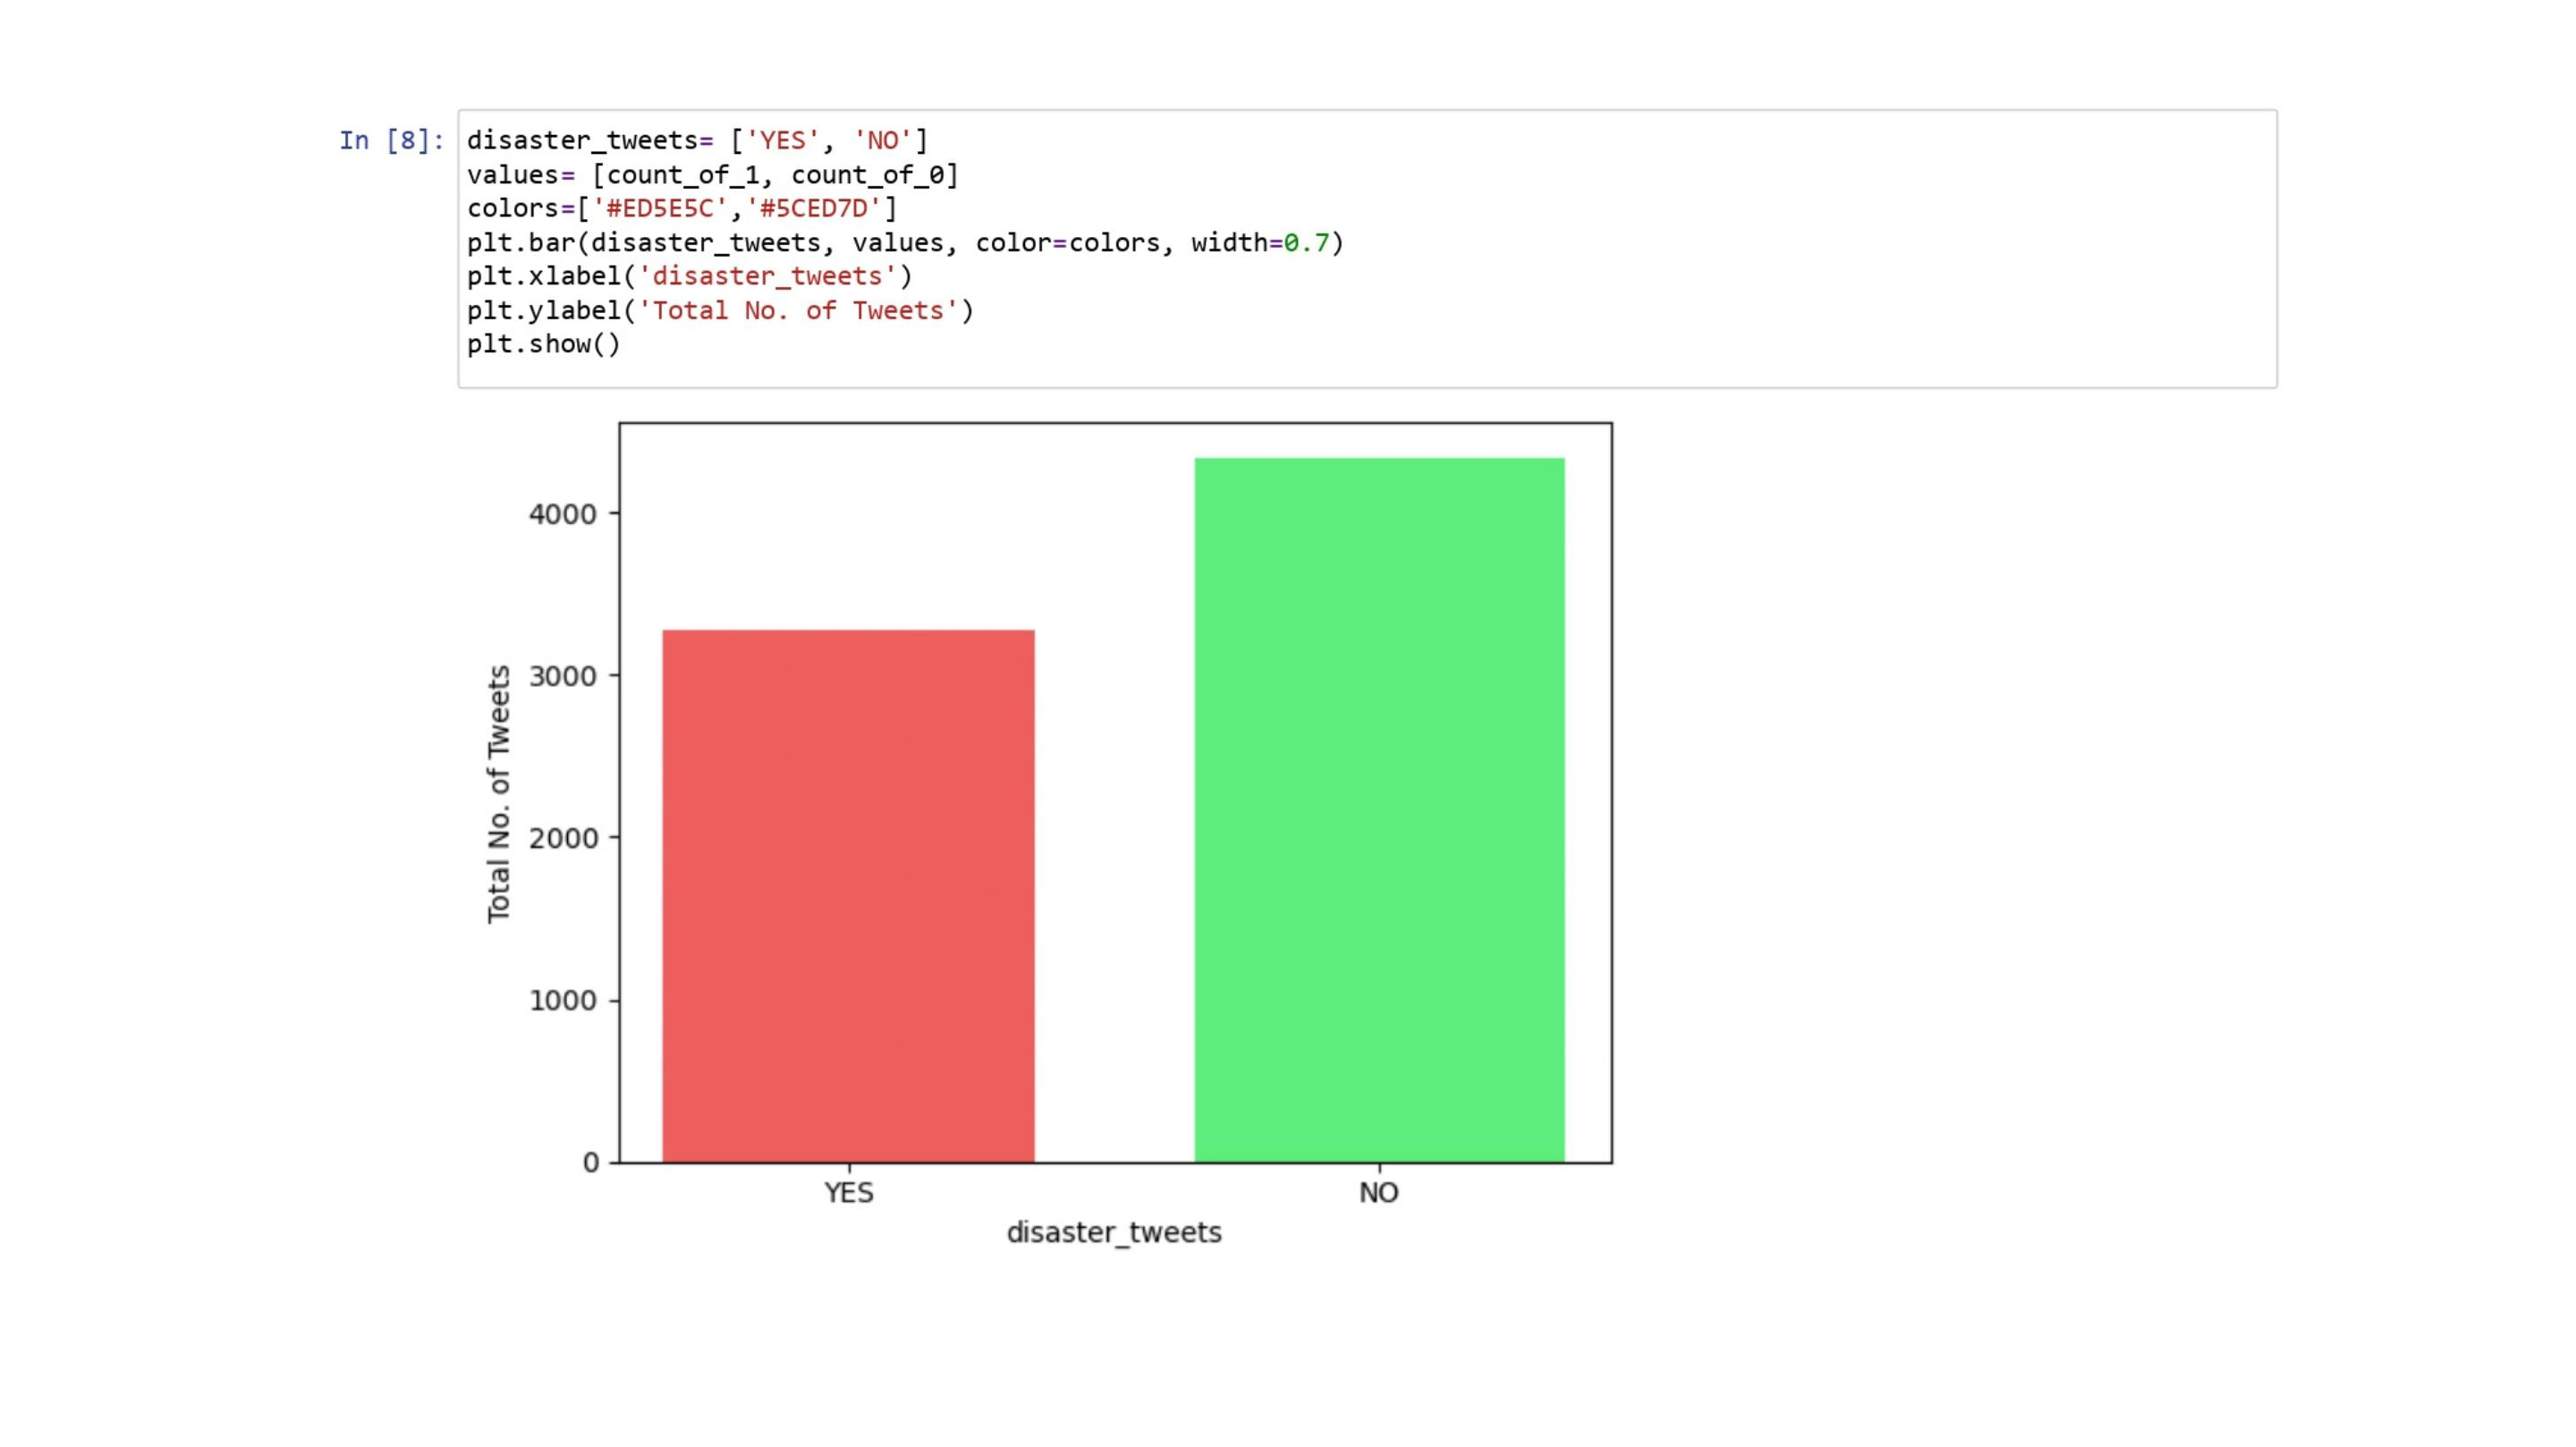 In [8]:
disaster_tweets= ['YES', 'NO']
values= [count_of_1, count_of_0]
colors=['#ED5E5C','#5CED7D']
plt.bar(disaster_tweets, values, color=colors, width=0.7)
plt.xlabel('disaster_tweets')
plt.ylabel('Total No. of Tweets')
plt.show()
Total No. of Tweets
4000
3000
2000
1000
0
YES NO
disaster_tweets